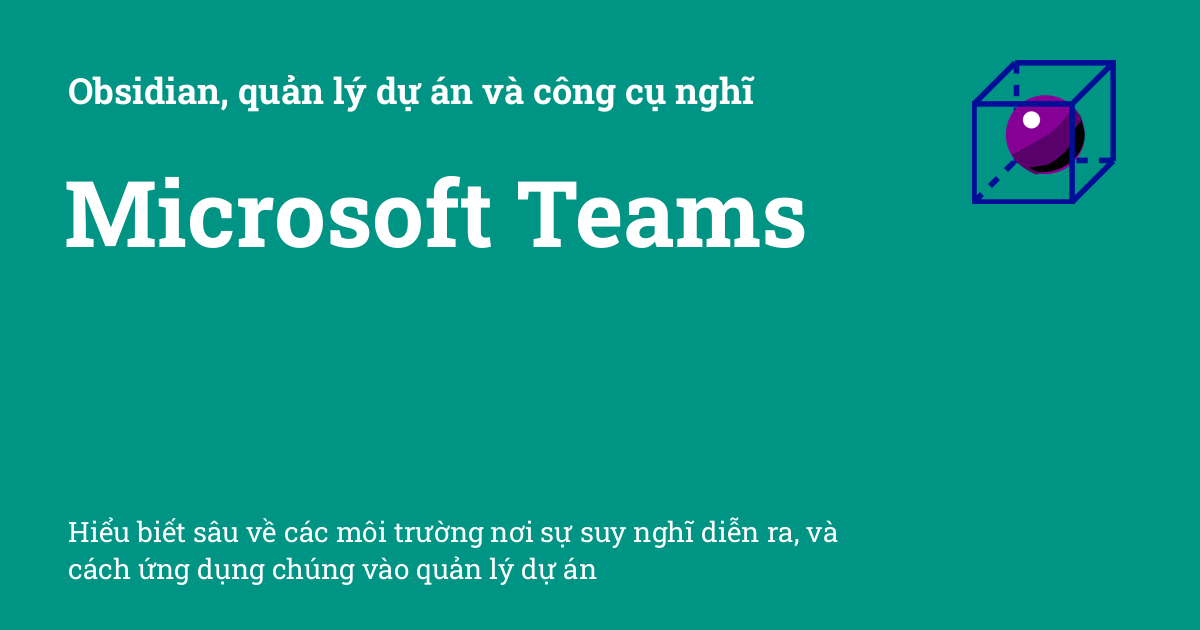 Obsidian, quản lý dự án và công cụ nghĩ
Microsoft Teams
Hiểu biết sâu về các môi trường nơi sự suy nghĩ diễn ra, và
cách ứng dụng chúng vào quản lý dự án